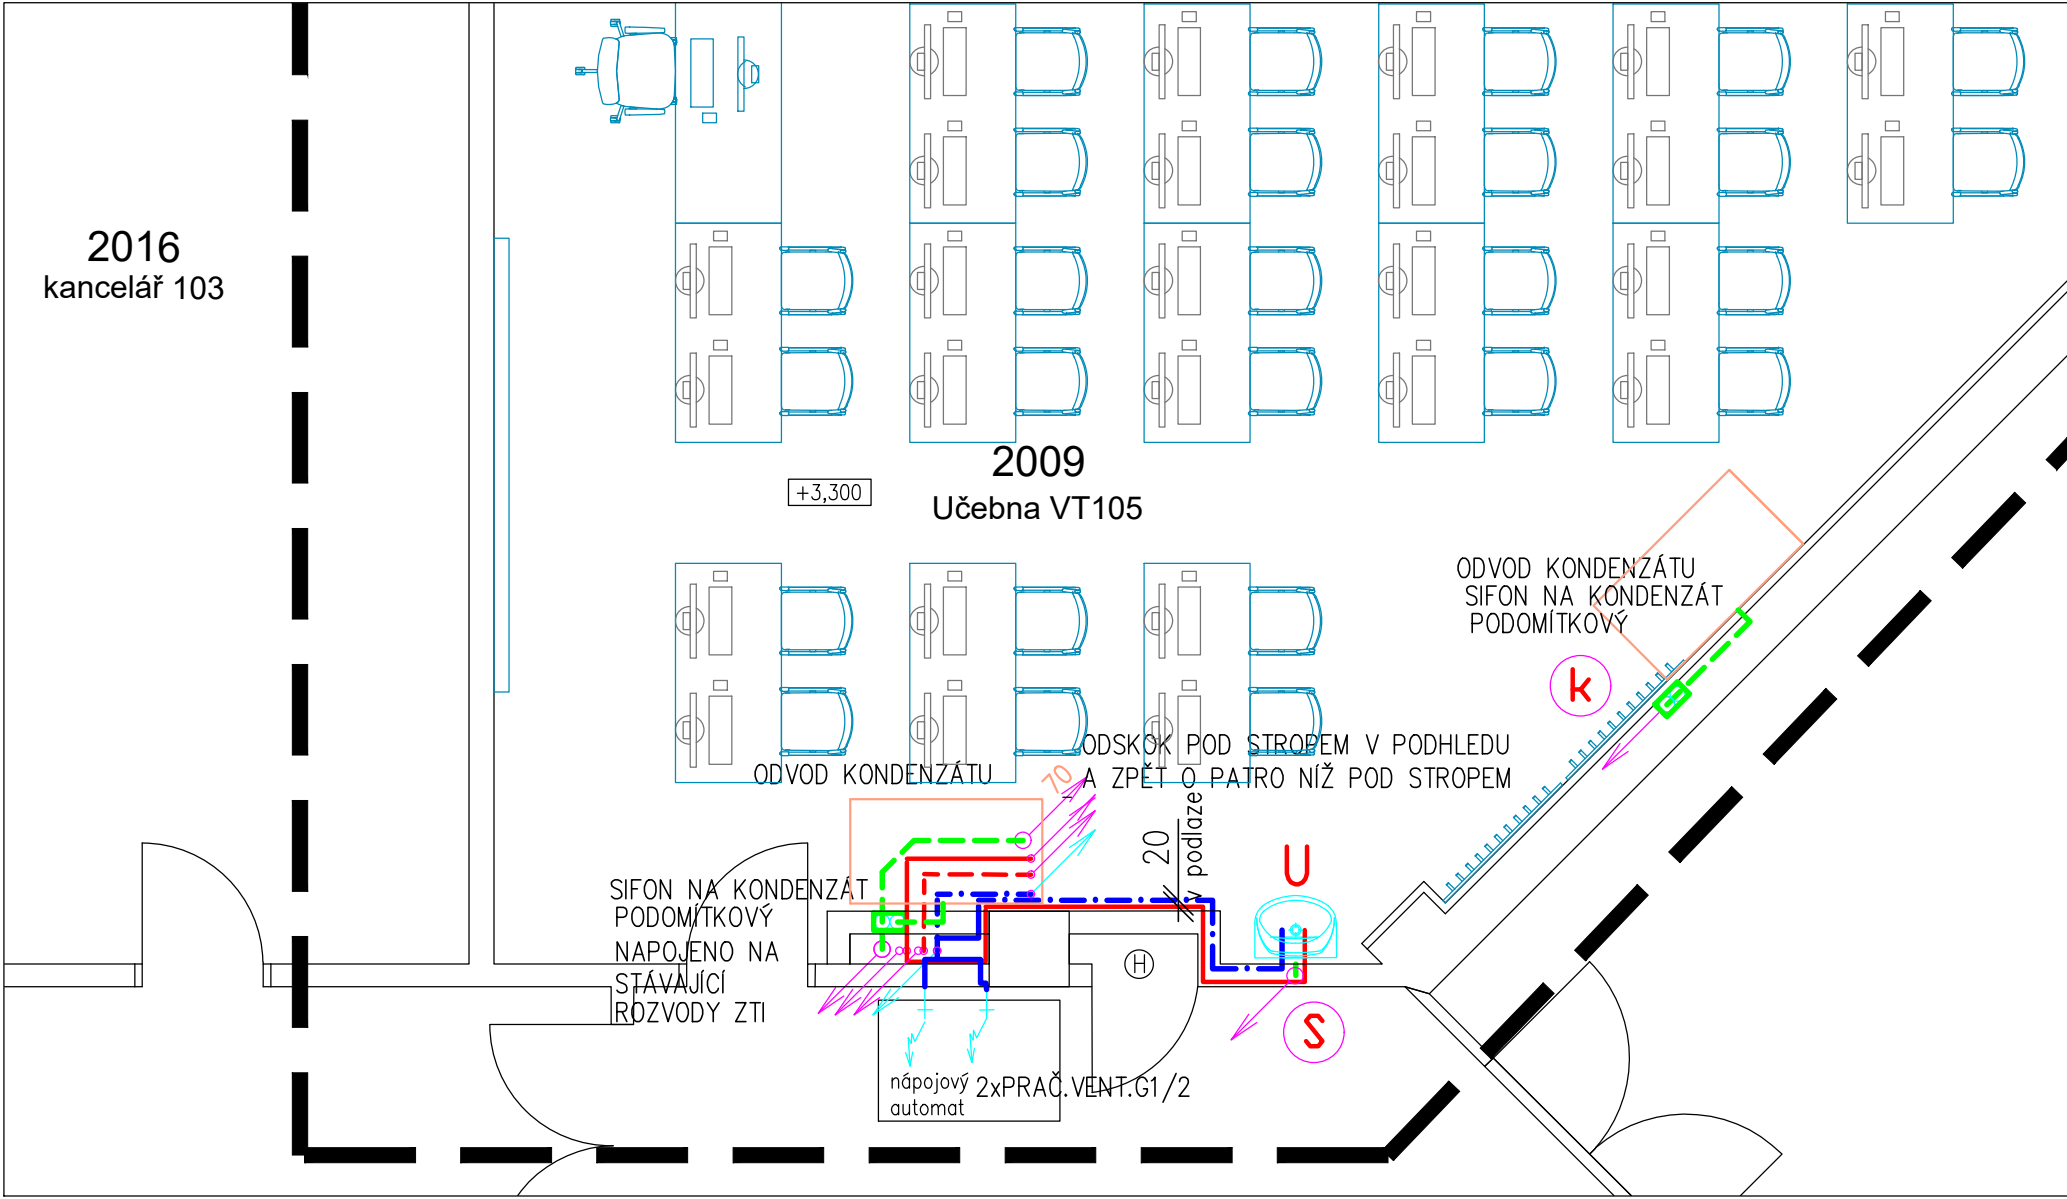 2016
kancelář 103
2009
+3,300
Učebna VT105
ODVOD KONDENZÁTU
SIFON NA KONDENZÁT
PODOMÍTKOVÝ
k
ODSKOK POD STROPEM V PODHLEDU
A ZPĚT O PATRO NÍŽ POD STROPEM
ODVOD KONDENZÁTU
70
20
v podlaze
U
SIFON NA KONDENZÁT
PODOMÍTKOVÝ
NAPOJENO NA
STÁVAJÍCÍ
ROZVODY ZTI
H
S
nápojový
automat
2xPRAČ.VENT.G1/2